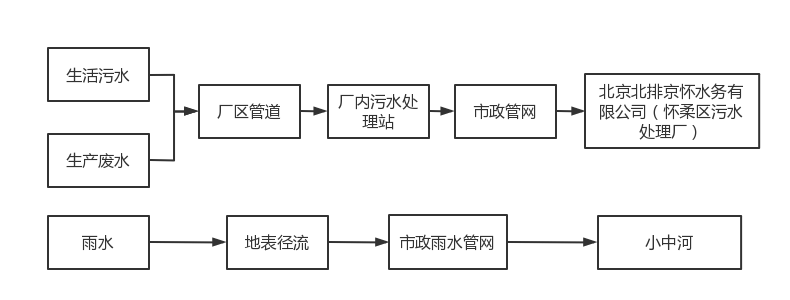 生活污水
生产废水
厂区管道
厂内污水处
理站
市政管网
北京北排京怀水务有
限公司（怀柔区污水
处理厂）
雨水
地表径流
市政雨水管网
小中河